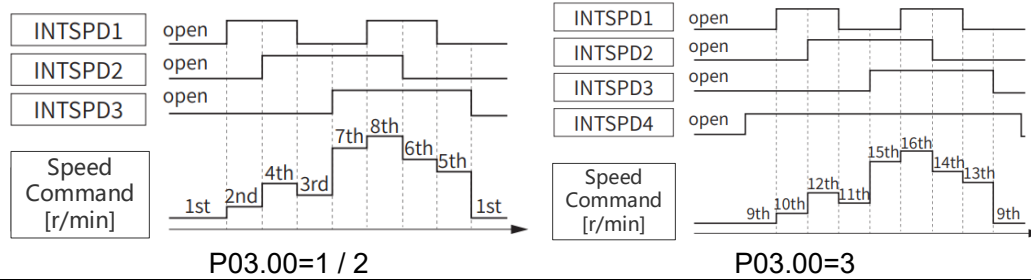 INTSPD1 open
INTSPD2 open
INTSPD3 open
Speed
Command
[r/min]
1st 2nd 4th 3rd 7th 8th 6th 5th 1st
P03.00=1 / 2
INTSPD1 open
INTSPD2 open
INTSPD3 open
INTSPD4 open
Speed
Command
[r/min]
9th 10th 12th 11th 15th 16th 14th 13th 9th
P03.00=3